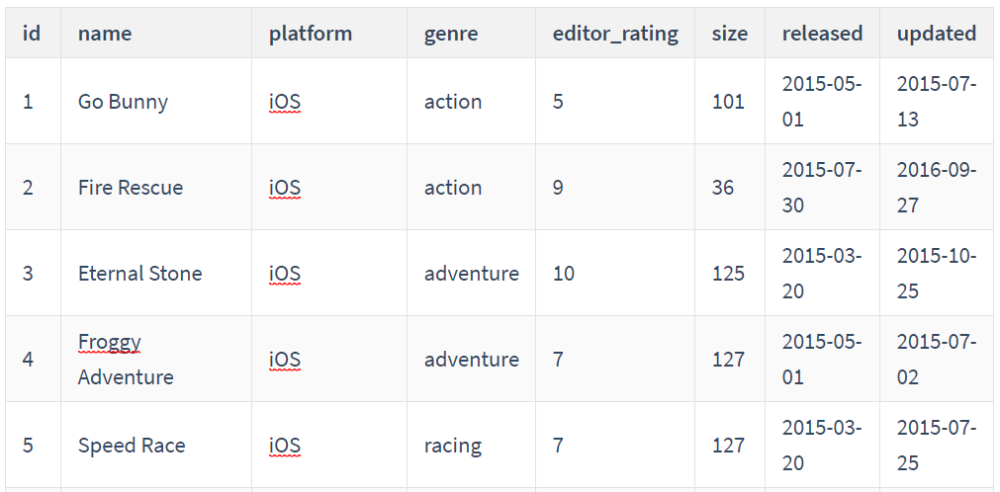 id name platform genre editor_rating size released updated
1 Go Bunny iOS action 5 101 2015-05-
01 2015-07-
13
2 Fire Rescue iOS action 9 36 2015-07-
30 2016-09-
27
3 Eternal Stone iOS adventure 10 125 2015-03-
20 2015-10-
25
4 Froggy
Adventure iOS adventure 7 127 2015-05-
01 2015-07-
02
5 Speed Race iOS racing 7 127 2015-03-
20 2015-07-
25